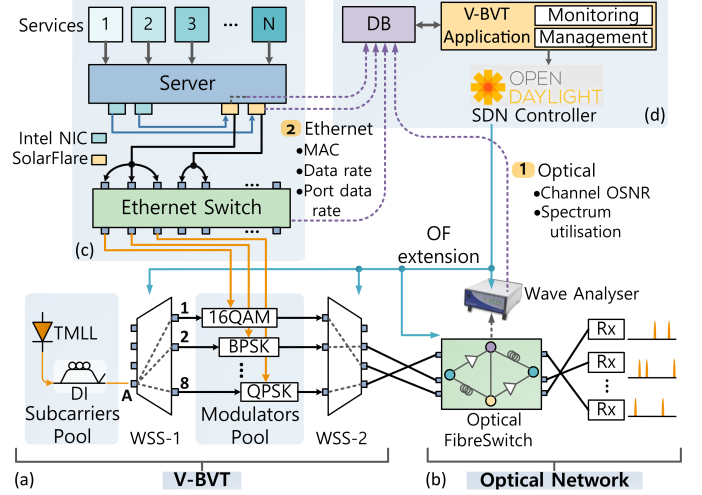 Services
1
2
3
...
N
Server
Intel NIC
SolarFlare
2 Ethernet
•MAC
•Data rate
•Port data
rate
...
Ethernet Switch
...
(c)
DB
V-BVT
Application
Monitoring
Management
OPEN
DAYLIGHT
SDN Controller
(d)
1 Optical
•Channel OSNR
•Spectrum
utilisation
OF
extension
Wave Analyser
TMLL
DI
Subcarriers
Pool
A
1
2
8
WSS-1
16QAM
BPSK
...
QPSK
Modulators
Pool
WSS-2
Optical
FibreSwitch
Rx
Rx
...
Rx
(a)
V-BVT
(b)
Optical Network